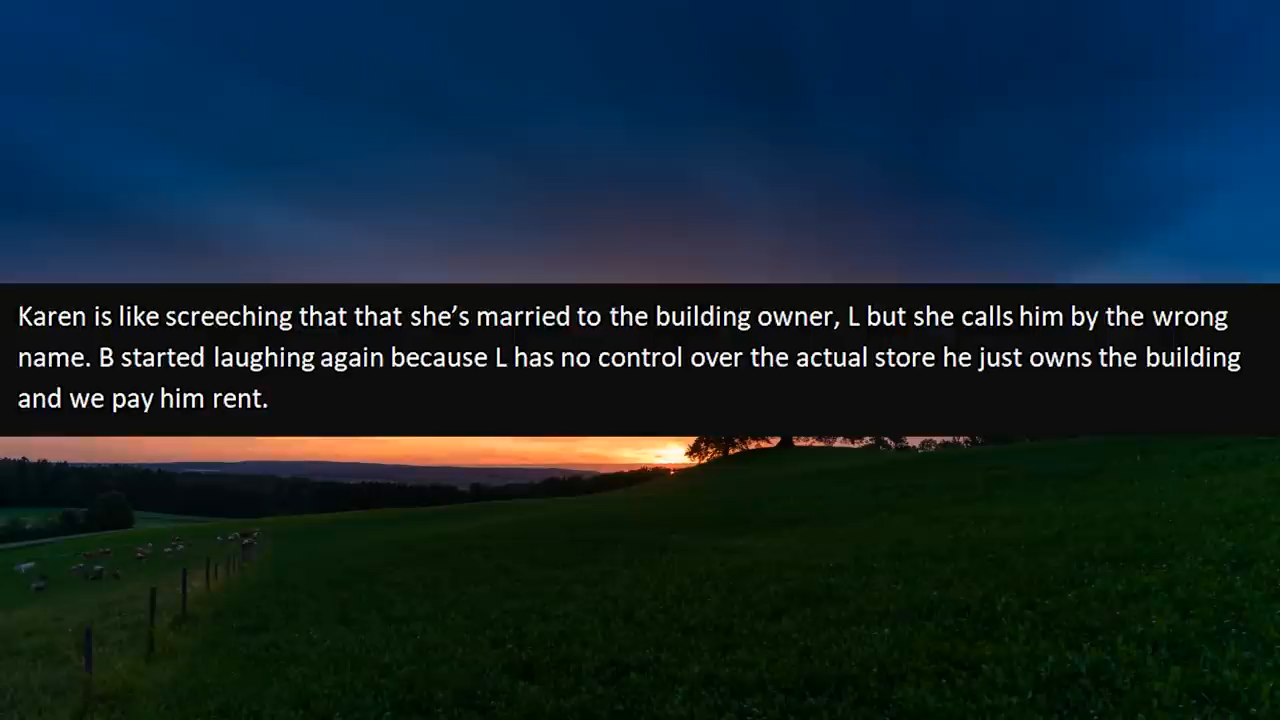 Karen is like screeching that that she’s married to the building owner, L but she calls him by the wrong
name. B started laughing again because L has no control over the actual store he just owns the building
and we pay him rent.